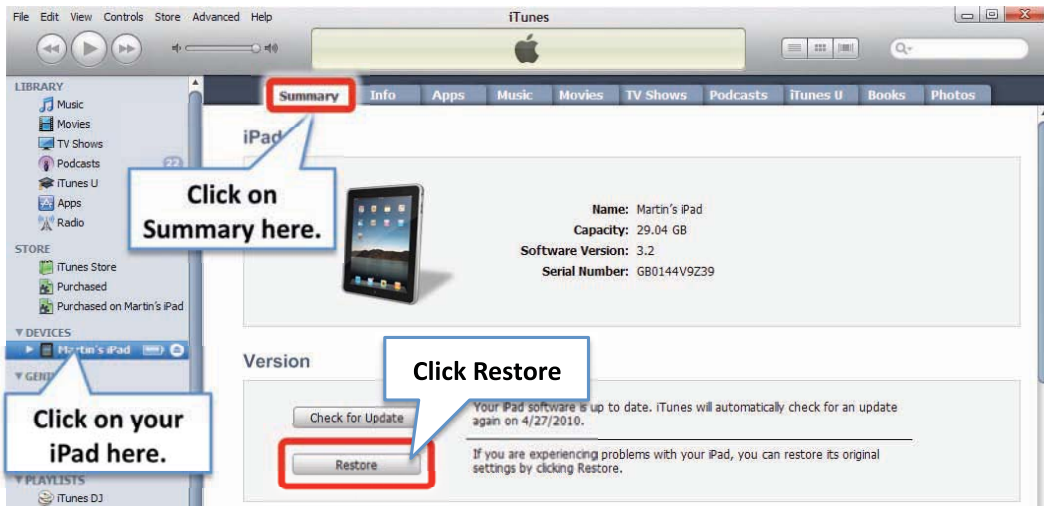 File Edit View Controls Store Advanced Help
iTunes
LIBRARY
Music
Movies
TV Shows
Podcasts 22
iTunes U
Apps
Radio
STORE
iTunes Store
Purchased
Purchased on Martin's iPad
DEVICES
Martin's iPad
Click on your
iPad here.
PLAYLISTS
iTunes DJ
Summary Info Apps Music Movies TV Shows Podcasts iTunes U Books Photos
iPad
Click on
Summary here.
Name: Martin's iPad
Capacity: 29.04 GB
Software Version: 3.2
Serial Number: GB0144V9Z39
Version
Click Restore
Check for Update
Your iPad software is up to date. iTunes will automatically check for an update
again on 4/27/2010.
Restore
If you are experiencing problems with your iPad, you can restore its original
settings by clicking Restore.